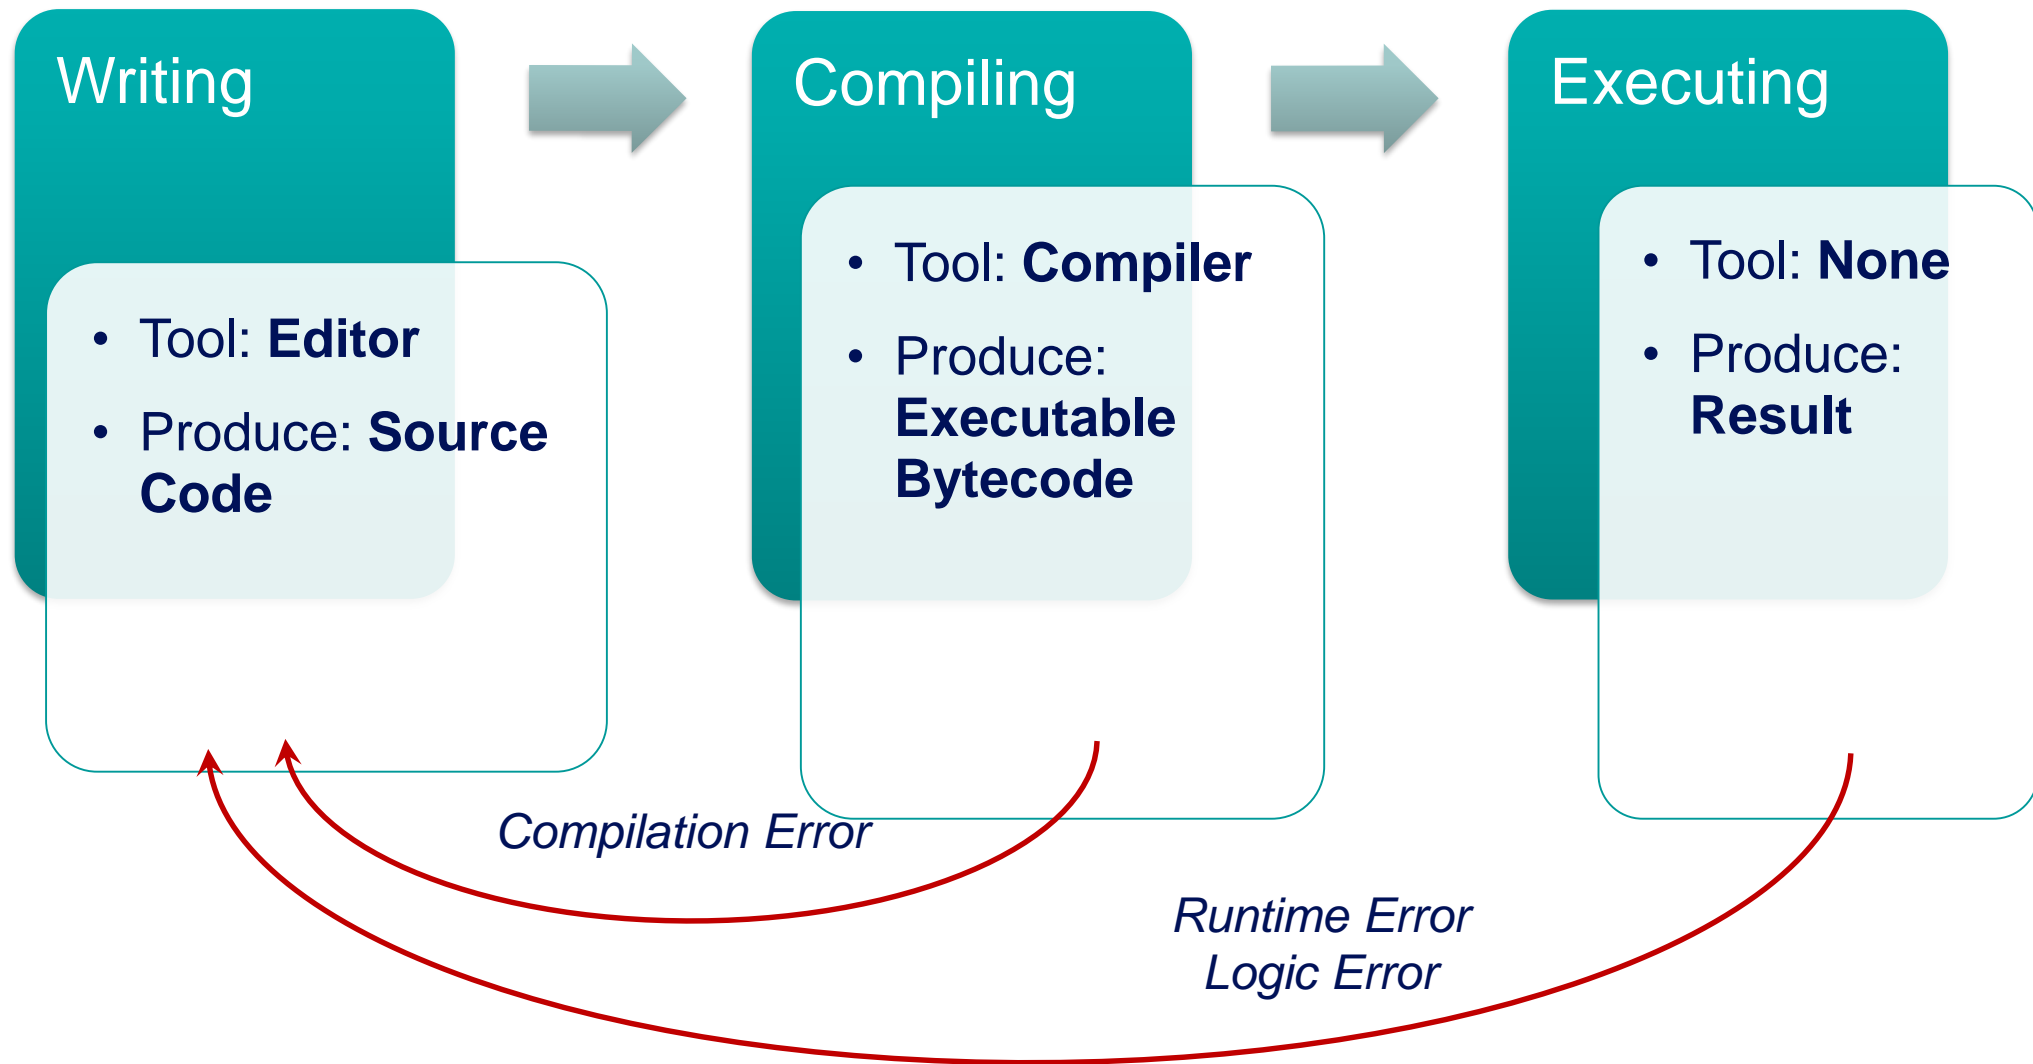 Writing
• Tool: Editor
• Produce: Source
Code
Compiling
• Tool: Compiler
• Produce:
Executable
Bytecode
Executing
• Tool: None
• Produce:
Result
Compilation Error
Runtime Error
Logic Error